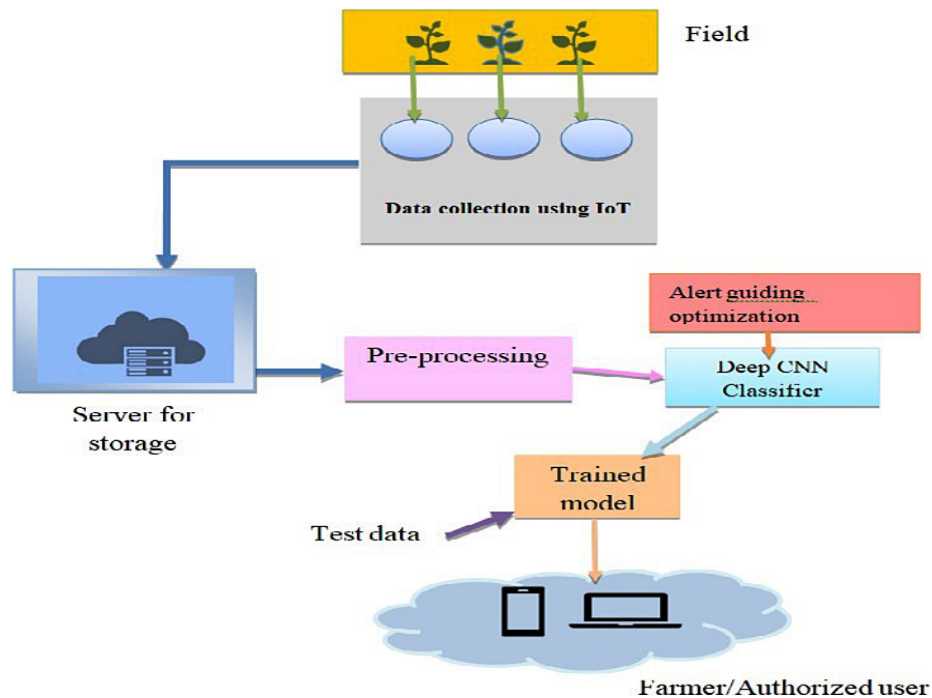 Field
Data collection using IoT
Alert guiding
optimization
Pre-processing
Deep CNN
Classifier
Server for
storage
Trained
model
Test data
Farmer/Authorized user